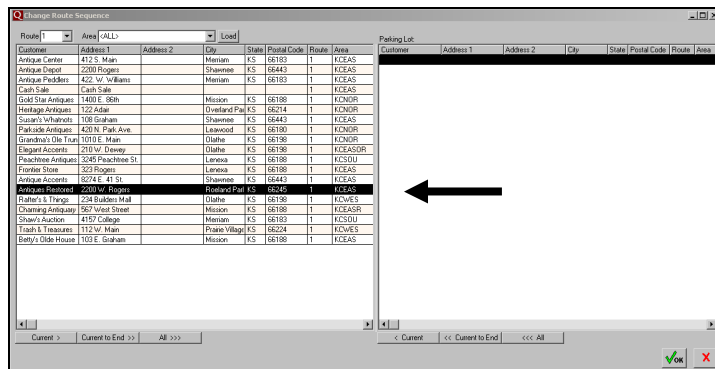 Change Route Sequence
Route 1 Area <ALL> Load
Parking Lot:
Customer Address 1 Address 2 City State Postal Code Route Area
Customer Address 1 Address 2 City State Postal Code Route Area
Antique Center 412 S. Main Merriam KS 66183 1 KCEAS
Antique Depot 2200 Rogers Shawnee KS 66443 1 KCEAS
Antique Peddlers 422. W. Williams Merriam KS 66183 1 KCEAS
Cash Sale Cash Sale KS 1 KCEAS
Gold Star Antiques 1400 E. 86th Mission KS 66188 1 KCNOR
Heritage Antiques 122 Adair Overland Par KS 66214 1 KCNOR
Susan's Whatnots 108 Graham Shawnee KS 66443 1 KCEAS
Parkside Antiques 420 N. Park Ave. Leawood KS 66180 1 KCNOR
Grandma's Ole Trun 1010 E. Main Olathe KS 66198 1 KCNOR
Elegant Accents 210 W. Dewey Olathe KS 66198 1 KCEASOR
Peachtree Antiques 3245 Peachtree St. Lenexa KS 66188 1 KCSOU
Frontier Store 323 Rogers Lenexa KS 66188 1 KCEAS
Antique Accents 8274 E. 41 St. Shawnee KS 66443 1 KCEAS
Antiques Restored 2200 W. Rogers Roeland Parl KS 66245 1 KCEAS
Rafter's & Things 234 Builders Mall Olathe KS 66198 1 KCWES
Charming Antiquary 567 West Street Mission KS 66188 1 KCEASR
Shaw's Auction 4157 College Merriam KS 66183 1 KCSOU
Trash & Treasures 112 W. Main Prairie Village KS 66224 1 KCWES
Betty's Olde House 103 E. Graham Mission KS 66188 1 KCEAS
Current > Current to End >> All >>>
< Current << Current to End <<< All
OK X